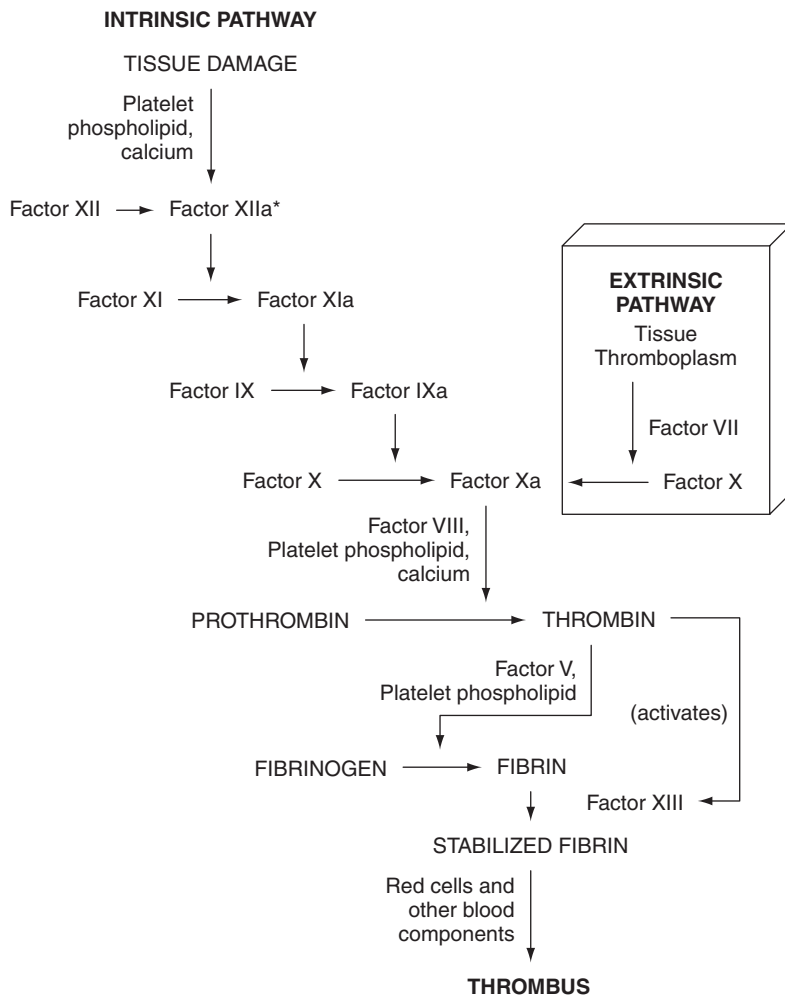 INTRINSIC PATHWAY
TISSUE DAMAGE
Platelet
phospholipid,
calcium
Factor XII
Factor XIIa*
Factor XI
Factor XIa
Factor IX
Factor IXa
Factor X
Factor Xa
EXTRINSIC
PATHWAY
Tissue
Thromboplasm
Factor VII
Factor X
Factor VIII,
Platelet phospholipid,
calcium
PROTHROMBIN
THROMBIN
Factor V,
Platelet phospholipid
(activates)
FIBRINOGEN
FIBRIN
Factor XIII
STABILIZED FIBRIN
Red cells and
other blood
components
THROMBUS